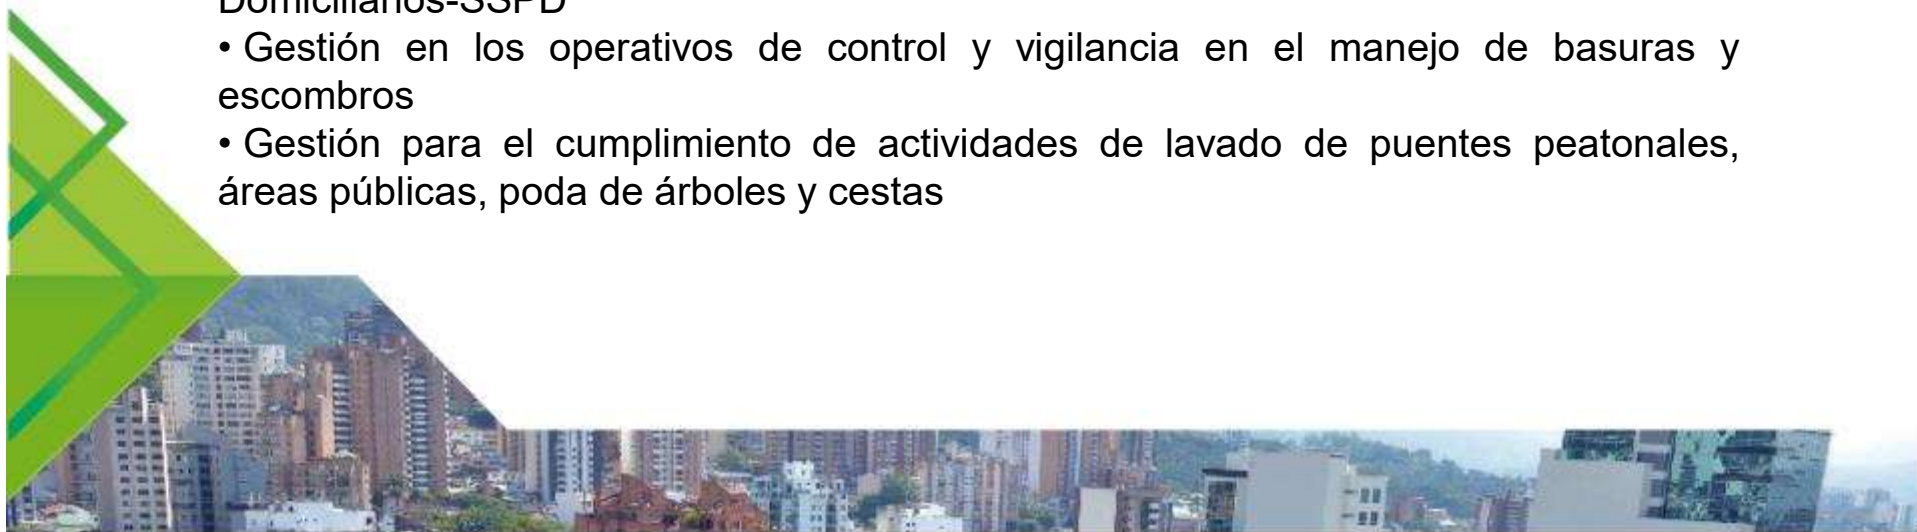 Domiciliarios-SSPD
• Gestión en los operativos de control y vigilancia en el manejo de basuras y
escombros
• Gestión para el cumplimiento de actividades de lavado de puentes peatonales,
áreas públicas, poda de árboles y cestas